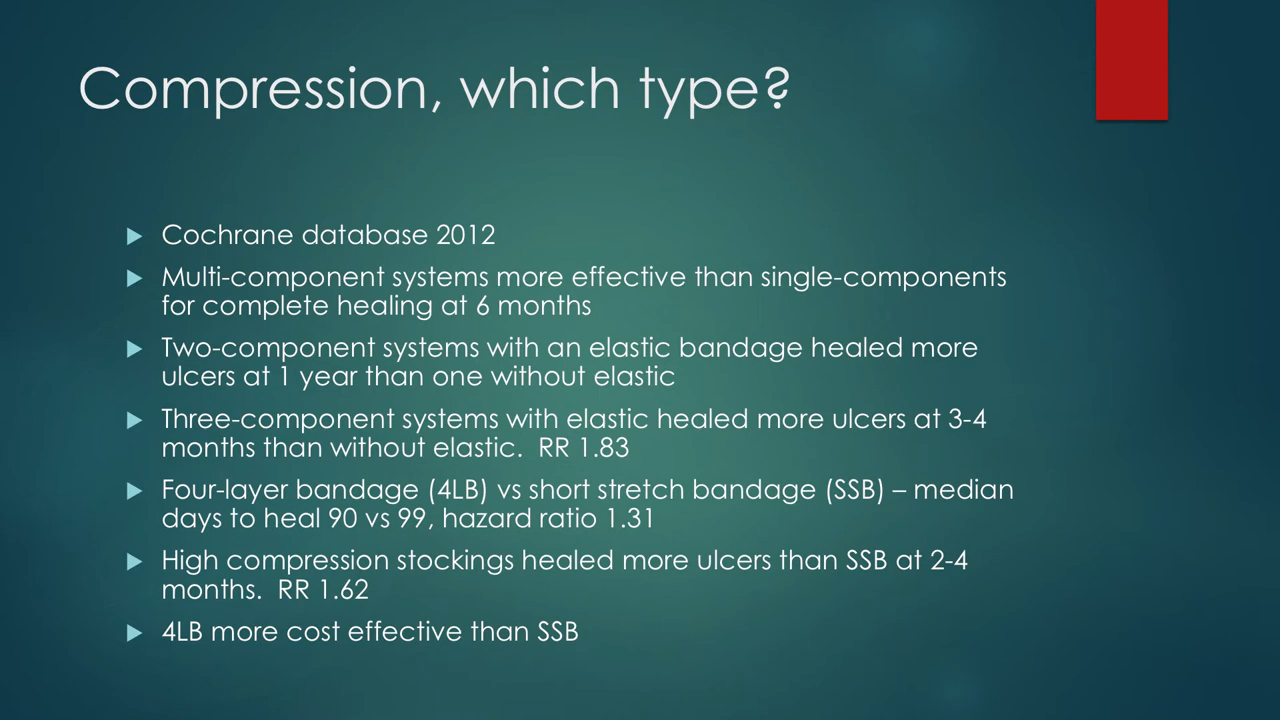 Compression, which type?
Cochrane database 2012
Multi-component systems more effective than single-components
for complete healing at 6 months
Two-component systems with an elastic bandage healed more
ulcers at 1 year than one without elastic
Three-component systems with elastic healed more ulcers at 3-4
months than without elastic.  RR 1.83
Four-layer bandage (4LB) vs short stretch bandage (SSB) – median
days to heal 90 vs 99, hazard ratio 1.31
High compression stockings healed more ulcers than SSB at 2-4
months.  RR 1.62
4LB more cost effective than SSB